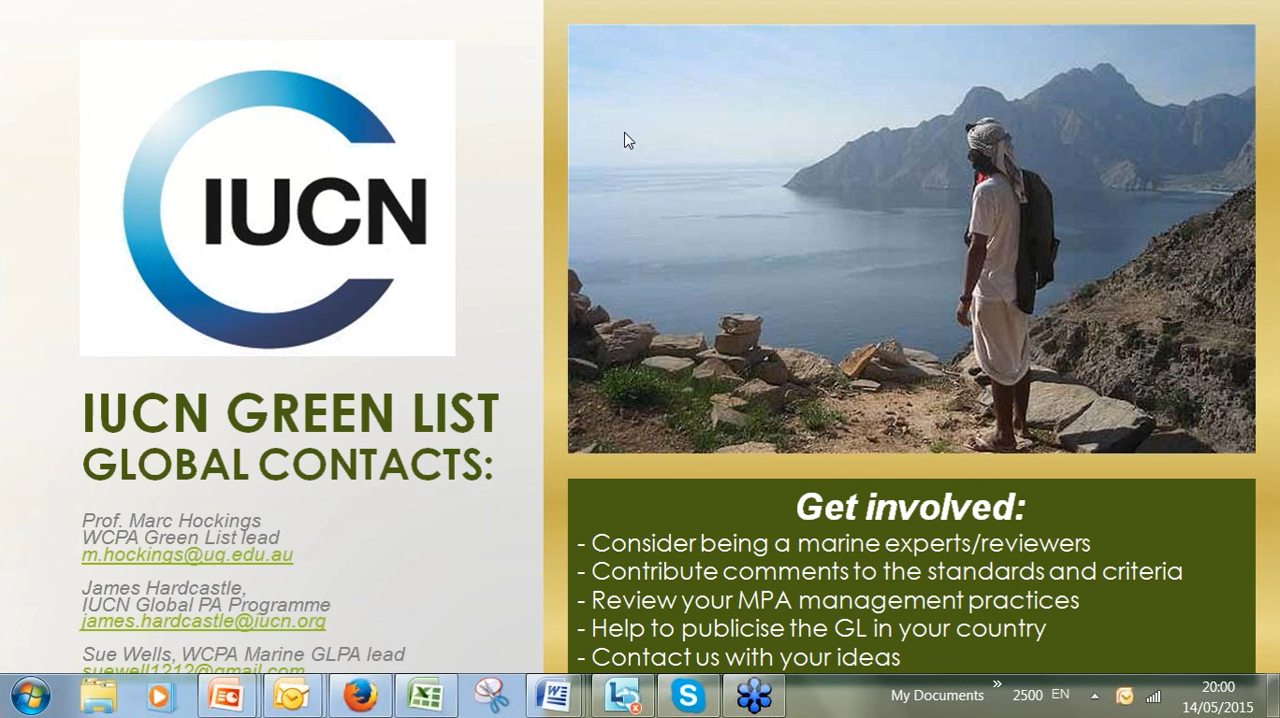 IUCN
IUCN GREEN LIST
GLOBAL CONTACTS:
Prof. Marc Hockings
WCPA Green List lead
m.hockings@uq.edu.au
James Hardcastle,
IUCN Global PA Programme
james.hardcastle@iucn.org
Sue Wells, WCPA Marine GLPA lead
suewell1212@gmail.com
Get involved:
- Consider being a marine experts/reviewers
- Contribute comments to the standards and criteria
- Review your MPA management practices
- Help to publicise the GL in your country
- Contact us with your ideas
My Documents » 2500 EN
20:00
14/05/2015